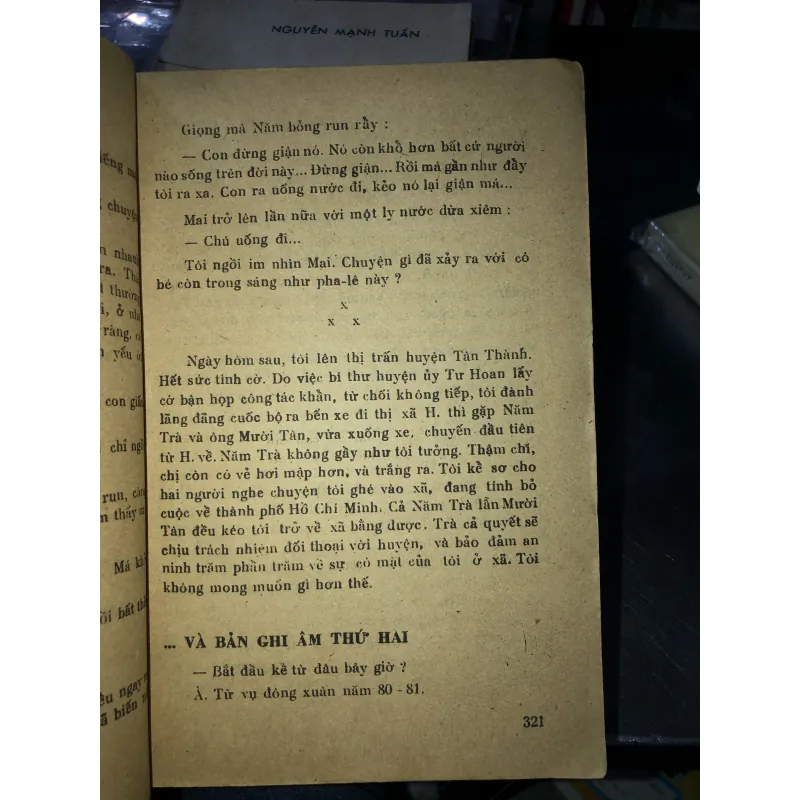 NGUYỄN MẠNH TUẤN
Giọng má Năm bỗng run rẩy :
— Con đừng giận nó. Nó còn khổ hơn bất cứ người
nào sống trên đời này... Đừng giận... Rồi má gần như đẩy
tôi ra xa. Con ra uống nước đi, kẻo nó lại giận má...
Mai trở lên lần nữa với một ly nước dừa xiêm :
— Chú uống đi...
Tôi ngồi im nhìn Mai. Chuyện gì đã xảy ra với cô
bé còn trong sáng như pha-lê này ?
x
x x
Ngày hôm sau, tôi lên thị trấn huyện Tân Thành.
Hết sức tình cờ. Do việc bí thư huyện ủy Tư Hoan lấy
cớ bận họp công tác khẩn, từ chối không tiếp, tôi đành
lãng đãng cuốc bộ ra bến xe đi thị xã H. thì gặp Năm
Trà và ông Mười Tân, vừa xuống xe, chuyến đầu tiên
từ H. về. Năm Trà không gầy như tôi tưởng. Thậm chí,
chị còn có vẻ hơi mập hơn, và trắng ra. Tôi kể sơ cho
hai người nghe chuyện tôi ghé vào xã, đang tính bỏ
cuộc về thành phố Hồ Chí Minh. Cả Năm Trà lẫn Mười
Tân đều kéo tôi trở về xã bằng được. Trà cả quyết sẽ
chịu trách nhiệm đối thoại với huyện, và bảo đảm an
ninh trăm phần trăm về sự có mặt của tôi ở xã. Tôi
không mong muốn gì hơn thế.
... VÀ BẢN GHI ÂM THỨ HAI
— Bắt đầu kể từ đâu bây giờ ?
À. Từ vụ đông xuân năm 80 - 81.
321